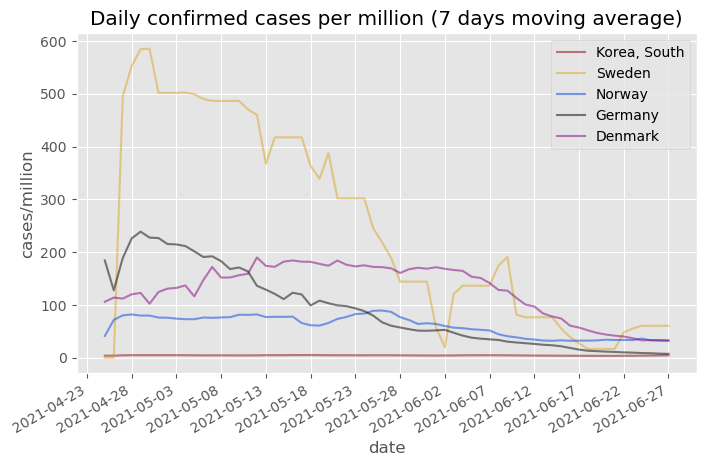 Daily confirmed cases per million (7 days moving average)
600
500
400
300
200
100
0
cases/million
Korea, South
Sweden
Norway
Germany
Denmark
2021-04-23
2021-04-28
2021-05-03
2021-05-08
2021-05-13
2021-05-18
2021-05-23
2021-05-28
2021-06-02
2021-06-07
2021-06-12
2021-06-17
2021-06-22
2021-06-27
date